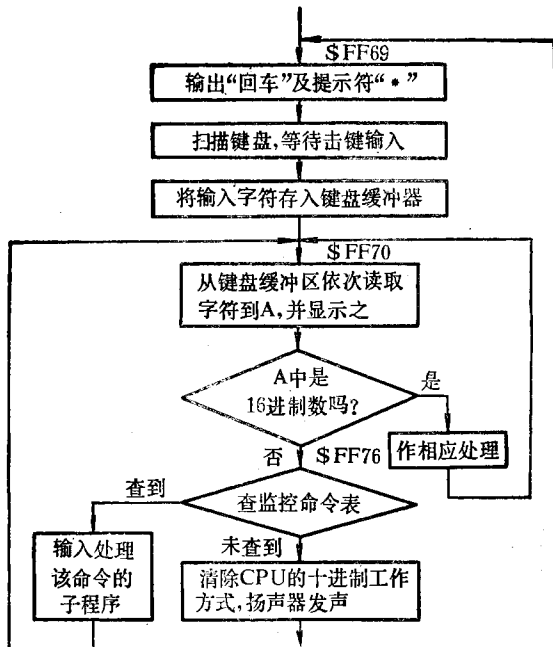 $FF69
输出“回车”及提示符“*”
扫描键盘,等待击键输入
将输入字符存入键盘缓冲器
$FF70
从键盘缓冲区依次读取
字符到A,并显示之
A中是
16进制数吗?
是
作相应处理
否
$FF76
查到
查监控命令表
未查到
输入处理
该命令的
子程序
清除CPU的十进制工作
方式,扬声器发声